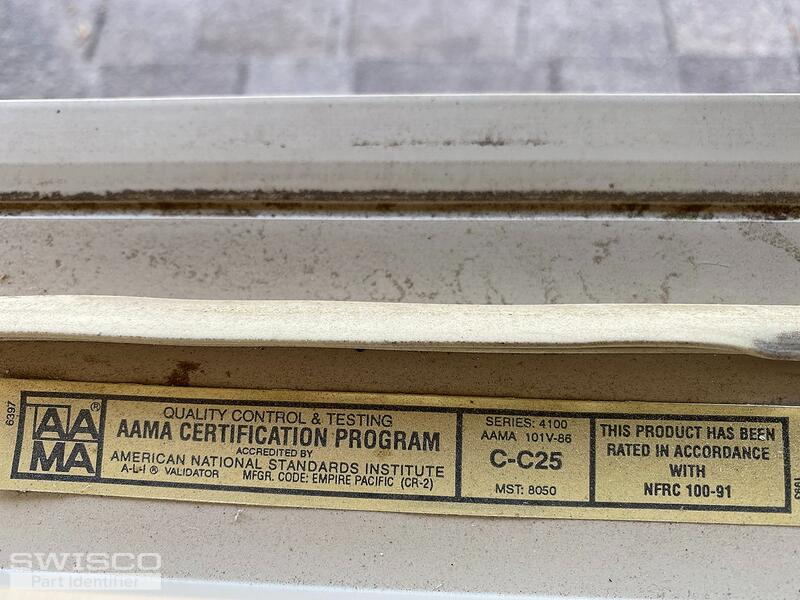 6397
AAMA ®
QUALITY CONTROL & TESTING
AAMA CERTIFICATION PROGRAM
ACCREDITED BY
AMERICAN NATIONAL STANDARDS INSTITUTE
A-L-I ® VALIDATOR MFGR. CODE: EMPIRE PACIFIC (CR-2)
SERIES: 4100
AAMA 101V-86
C-C25
MST: 8050
THIS PRODUCT HAS BEEN
RATED IN ACCORDANCE
WITH
NFRC 100-91
SWISCO
Part Identifier